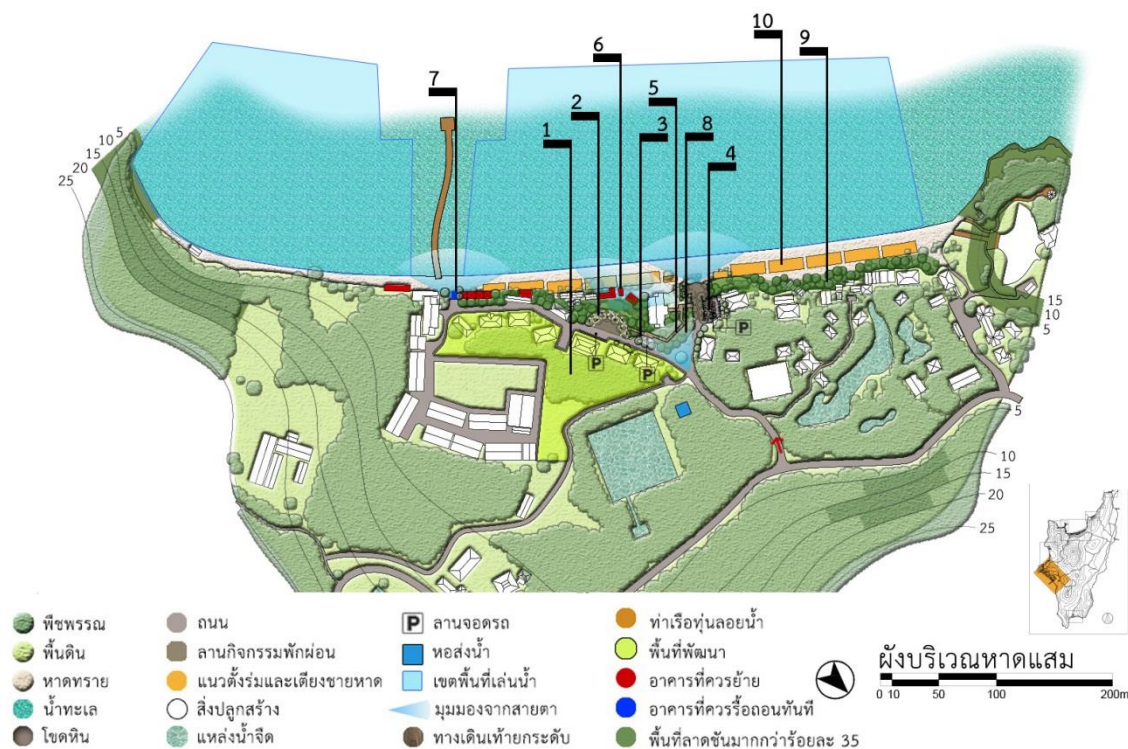 10
6
9
7
2
5
1
3
8
4
5
10
15
20
25
P
P
P
15
10
5
5
10
15
20
25
พืชพรรณ
พื้นดิน
หาดทราย
น้ำทะเล
โขดหิน
ถนน
ลานกิจกรรมพักผ่อน
แนวตั้งร่มและเตียงชายหาด
สิ่งปลูกสร้าง
แหล่งน้ำจืด
P ลานจอดรถ
หอส่งน้ำ
เขตพื้นที่เล่นน้ำ
มุมมองจากสายตา
ทางเดินเท้ายกระดับ
ท่าเรือทุ่นลอยน้ำ
พื้นที่พัฒนา
อาคารที่ควรย้าย
อาคารที่ควรรื้อถอนทันที
พื้นที่ลาดชันมากกว่าร้อยละ 35
ผังบริเวณหาดแสม
0 10 50 100 200m